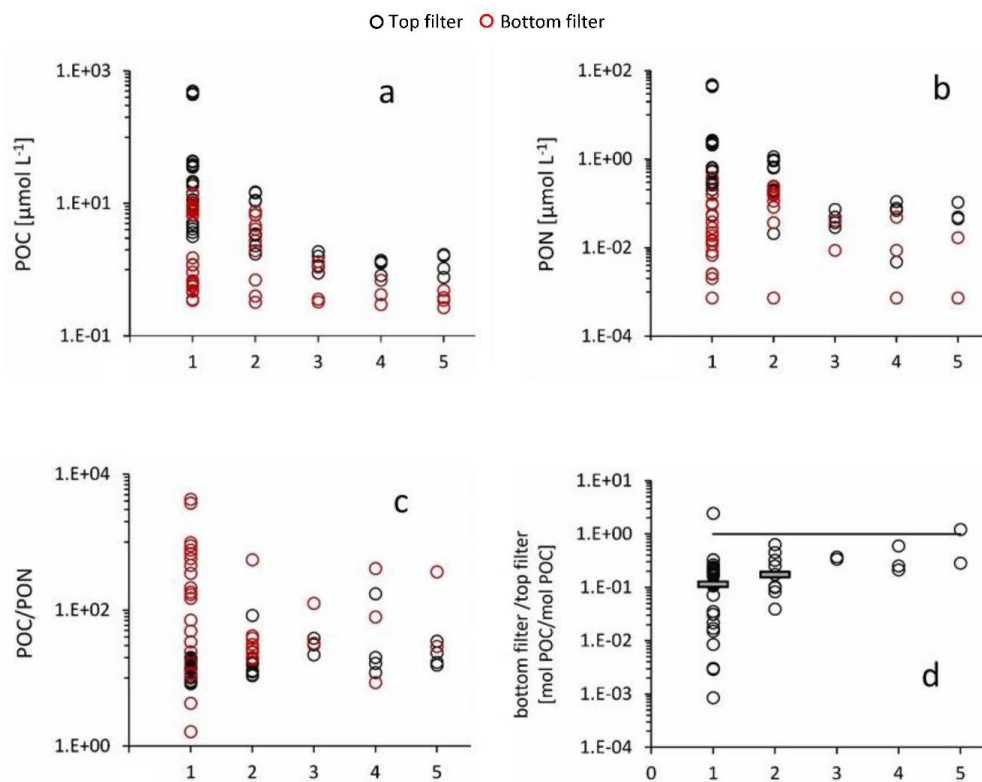 Top filter Bottom filter
a
1.E+03
1.E+01
1.E-01
POC [µmol L⁻¹]
1 2 3 4 5
b
1.E+02
1.E+00
1.E-02
1.E-04
PON [µmol L⁻¹]
1 2 3 4 5
c
1.E+04
1.E+02
1.E+00
POC/PON
1 2 3 4 5
1.E+01
1.E+00
1.E-01
1.E-02
1.E-03
1.E-04
bottom filter /top filter
[mol POC/mol POC]
d
0 1 2 3 4 5